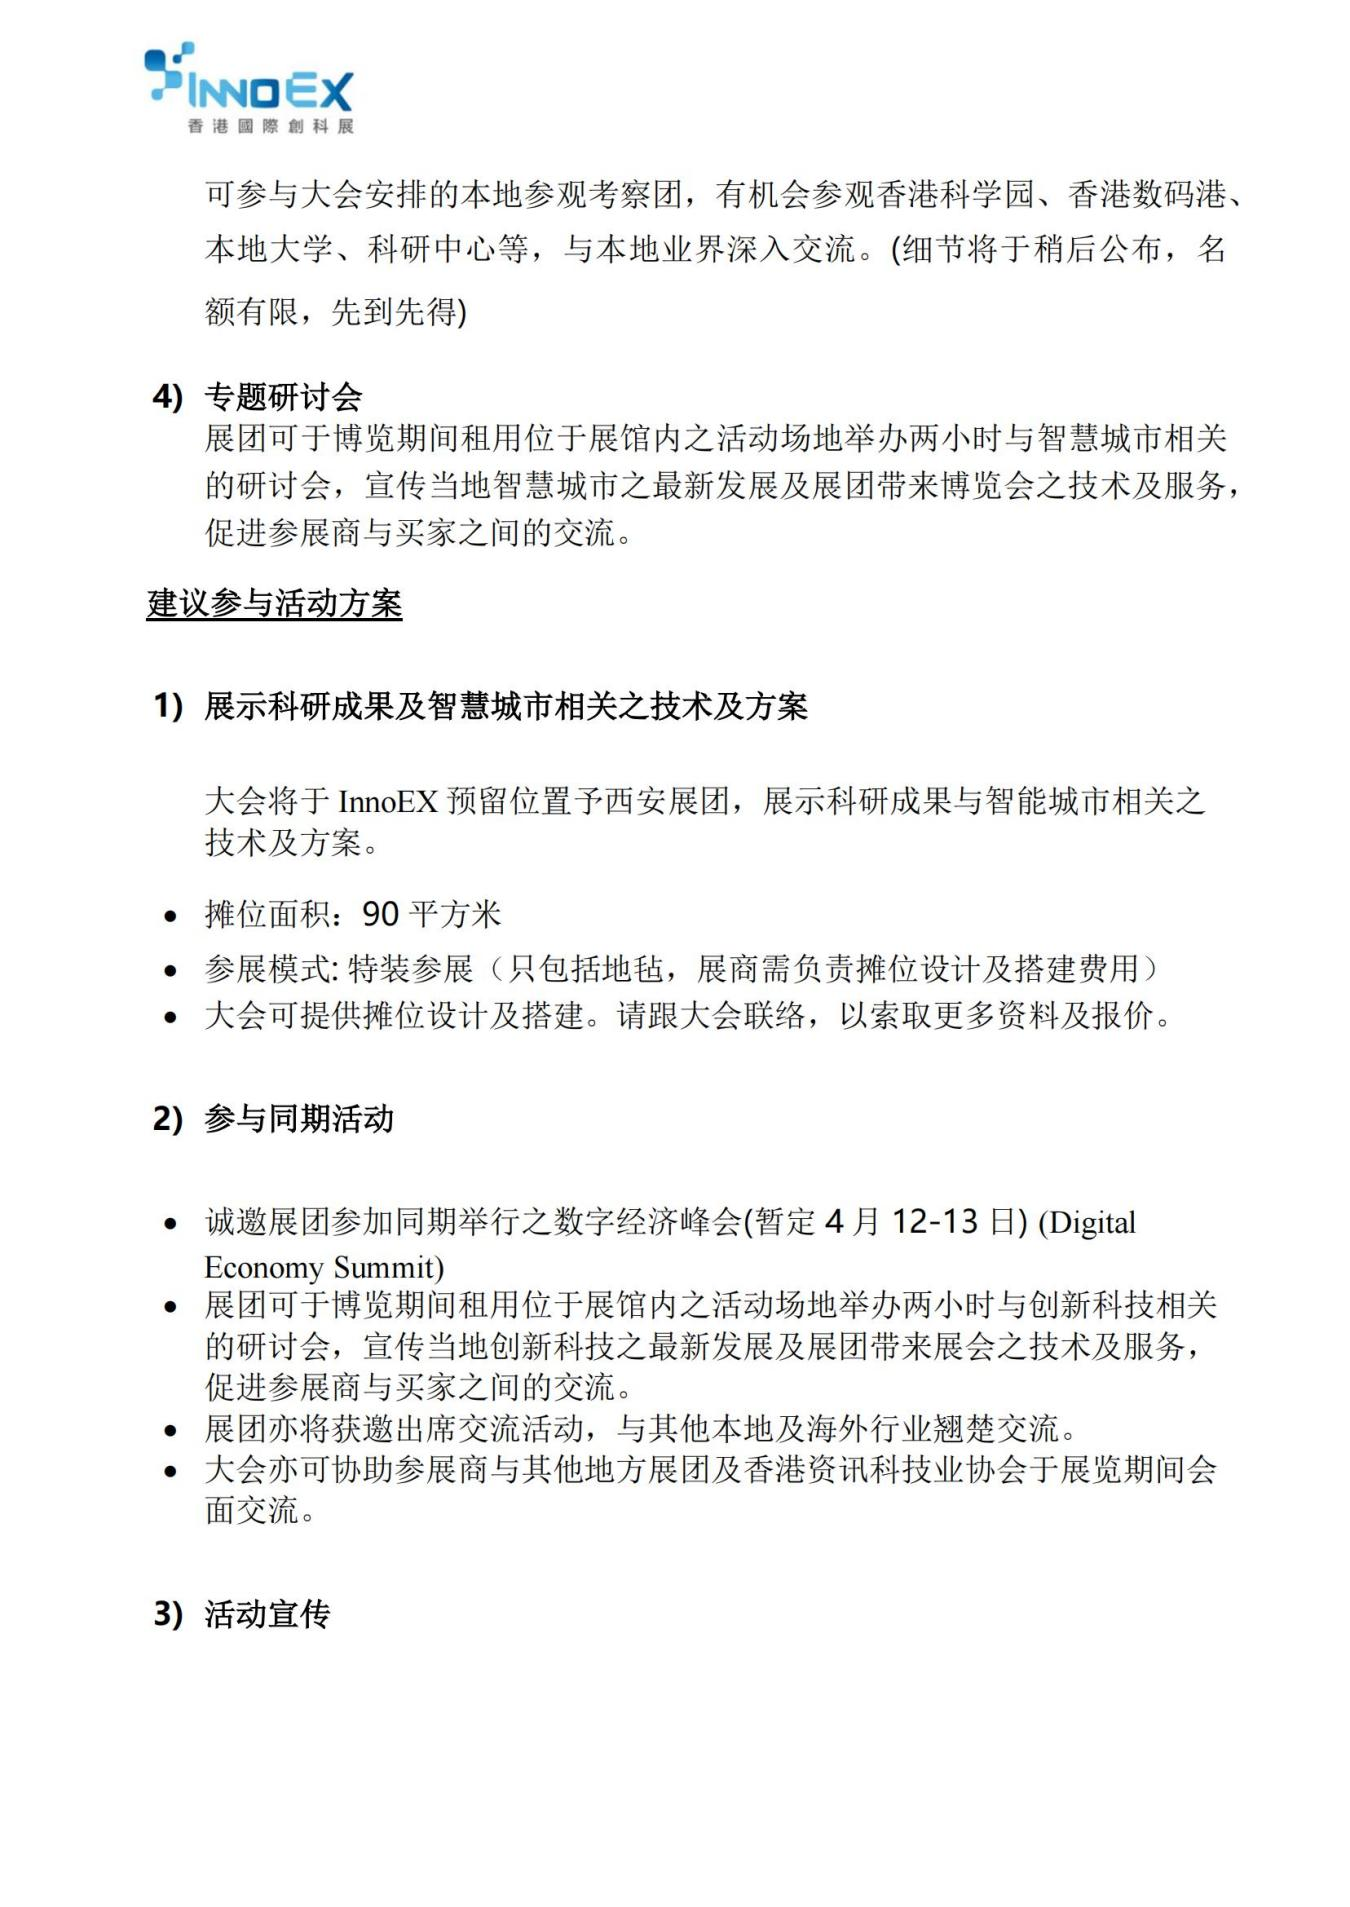 INNOEX
香港國際創科展
可参与大会安排的本地参观考察团，有机会参观香港科学园、香港数码港、
本地大学、科研中心等，与本地业界深入交流。(细节将于稍后公布，名
额有限，先到先得)
4) 专题研讨会
展团可于博览期间租用位于展馆内之活动场地举办两小时与智慧城市相关
的研讨会，宣传当地智慧城市之最新发展及展团带来博览会之技术及服务，
促进参展商与买家之间的交流。
建议参与活动方案
1) 展示科研成果及智慧城市相关之技术及方案
大会将于 InnoEX 预留位置予西安展团，展示科研成果与智能城市相关之
技术及方案。
• 摊位面积：90 平方米
• 参展模式: 特装参展（只包括地毡，展商需负责摊位设计及搭建费用）
• 大会可提供摊位设计及搭建。请跟大会联络，以索取更多资料及报价。
2) 参与同期活动
• 诚邀展团参加同期举行之数字经济峰会(暂定 4 月 12-13 日) (Digital
Economy Summit)
• 展团可于博览期间租用位于展馆内之活动场地举办两小时与创新科技相关
的研讨会，宣传当地创新科技之最新发展及展团带来展会之技术及服务，
促进参展商与买家之间的交流。
• 展团亦将获邀出席交流活动，与其他本地及海外行业翘楚交流。
• 大会亦可协助参展商与其他地方展团及香港资讯科技业协会于展览期间会
面交流。
3) 活动宣传